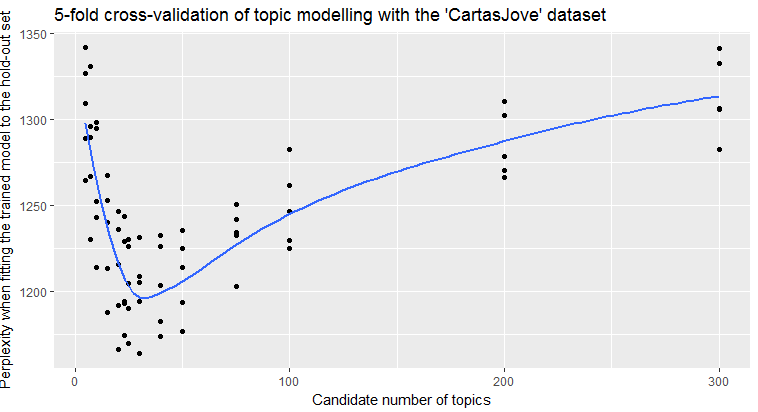 5-fold cross-validation of topic modelling with the 'CartasJove' dataset
Perplexity when fitting the trained model to the hold-out set
1350
1300
1250
1200
0
100
200
300
Candidate number of topics